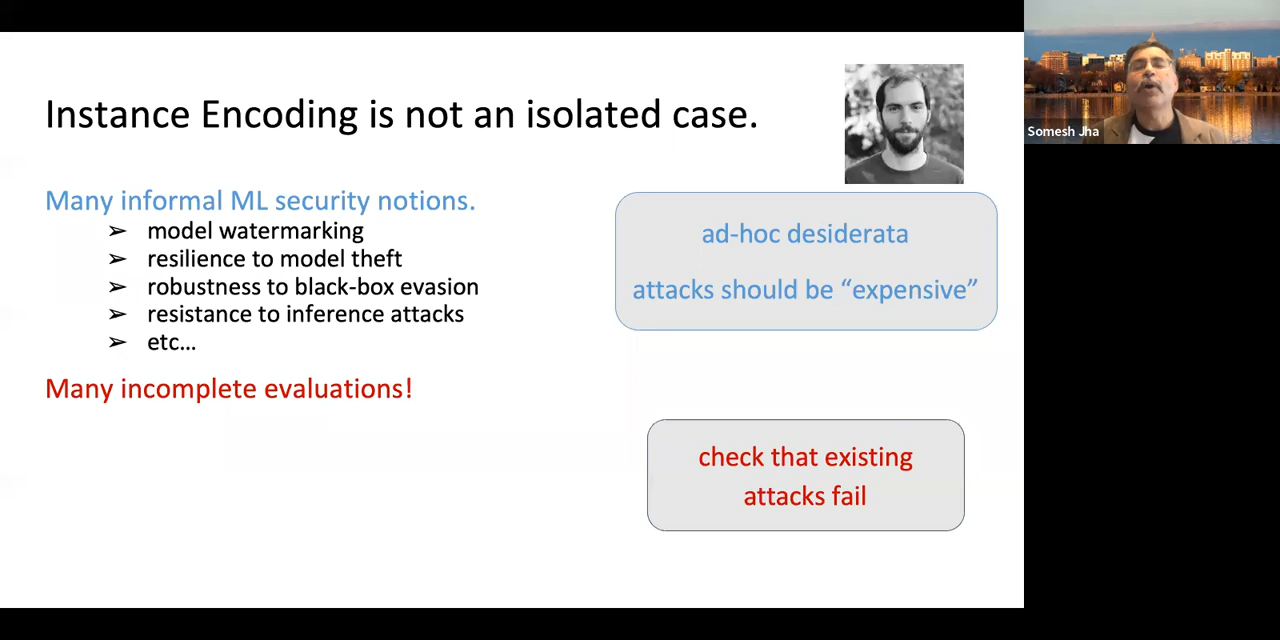 Instance Encoding is not an isolated case.
Many informal ML security notions.
➢ model watermarking
➢ resilience to model theft
➢ robustness to black-box evasion
➢ resistance to inference attacks
➢ etc...
Many incomplete evaluations!
ad-hoc desiderata
attacks should be “expensive”
check that existing
attacks fail
Somesh Jha